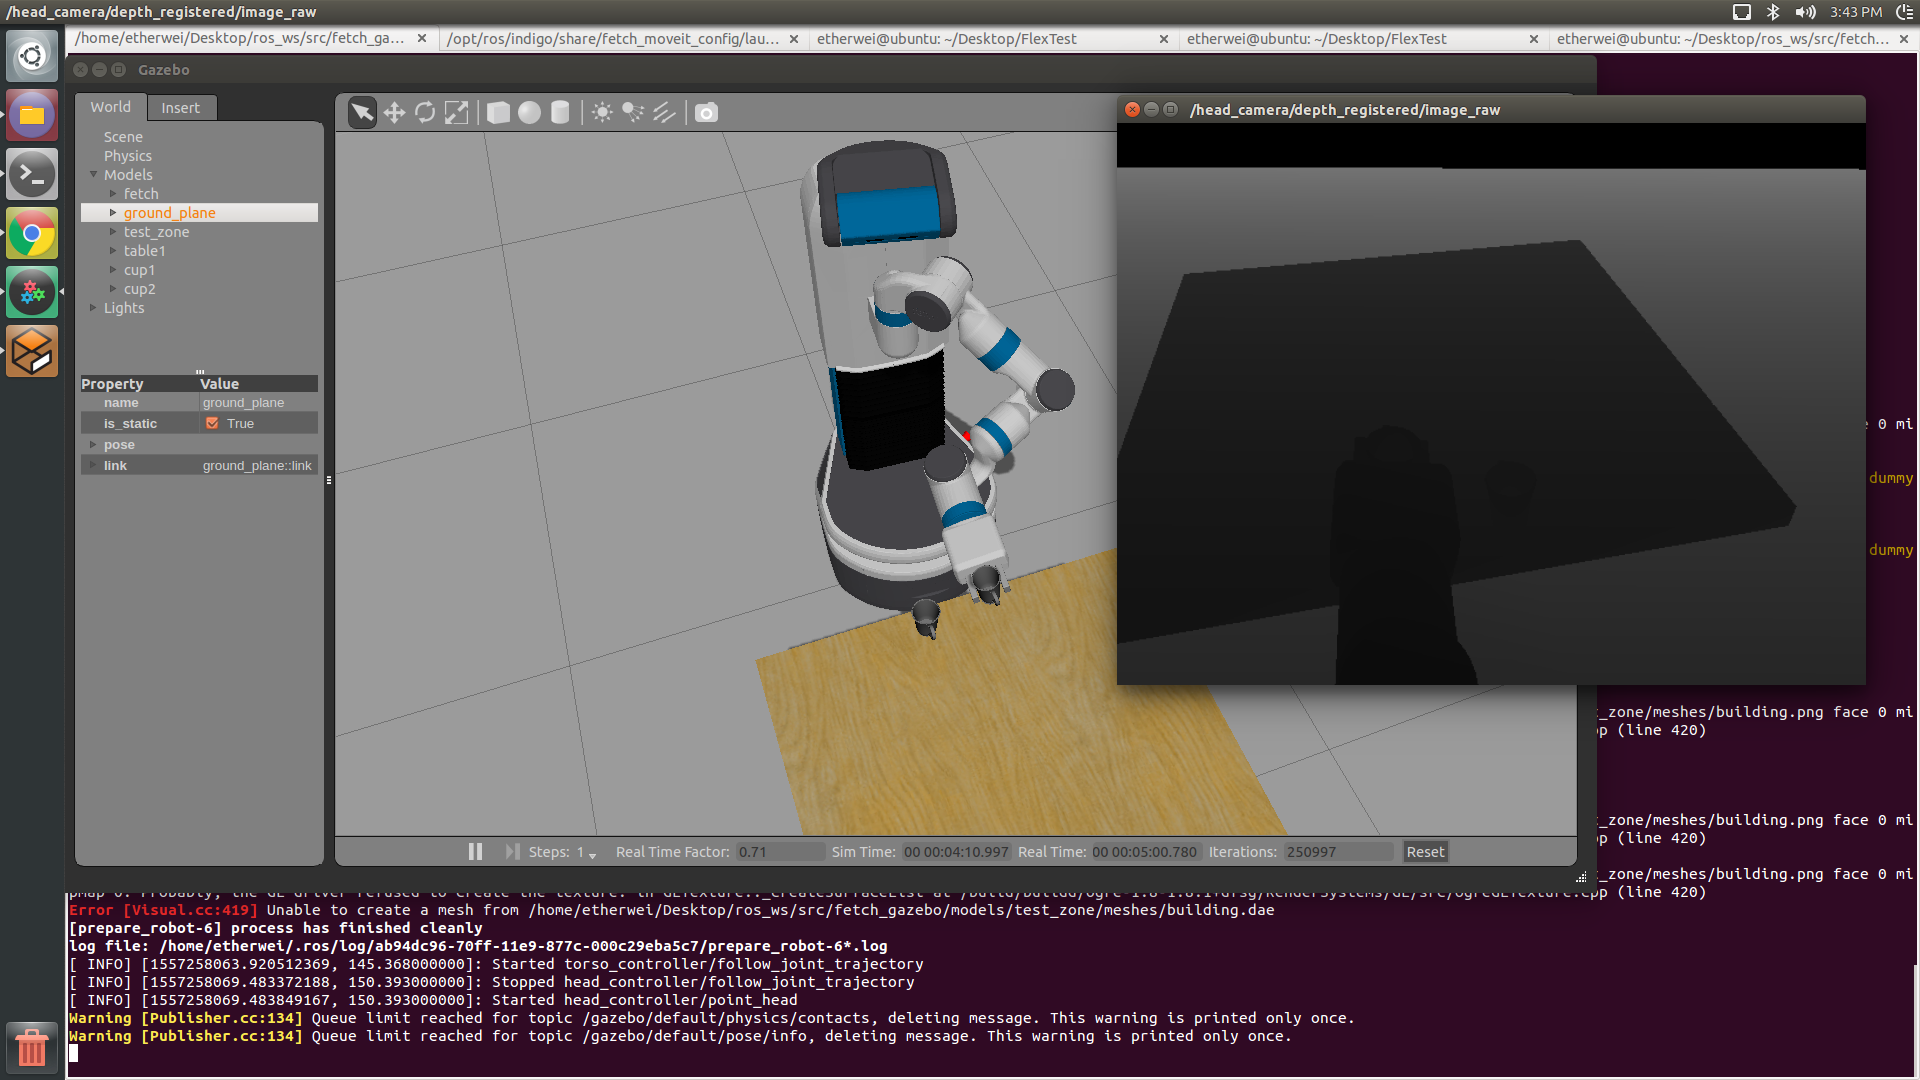 /head_camera/depth_registered/image_raw
3:43 PM
/home/etherwei/Desktop/ros_ws/src/fetch_ga...
/opt/ros/indigo/share/fetch_moveit_config/lau...
etherwei@ubuntu: ~/Desktop/FlexTest
etherwei@ubuntu: ~/Desktop/FlexTest
etherwei@ubuntu: ~/Desktop/ros_ws/src/fetch...
Gazebo
World
Insert
Scene
Physics
Models
fetch
ground_plane
test_zone
table1
cup1
cup2
Lights
Property Value
name ground_plane
is_static True
pose
link ground_plane::link
/head_camera/depth_registered/image_raw
0 mi
dummy
dummy
_zone/meshes/building.png face 0 mi
p (line 420)
_zone/meshes/building.png face 0 mi
p (line 420)
_zone/meshes/building.png face 0 mi
p (line 420)
Steps: 1
Real Time Factor: 0.71
Sim Time: 00 00:04:10.997
Real Time: 00 00:05:00.780
Iterations: 250997
Reset
Error [Visual.cc:419] Unable to create a mesh from /home/etherwei/Desktop/ros_ws/src/fetch_gazebo/models/test_zone/meshes/building.dae
[prepare_robot-6] process has finished cleanly
log file: /home/etherwei/.ros/log/ab94dc96-70ff-11e9-877c-000c29eba5c7/prepare_robot-6*.log
[ INFO] [1557258063.920512369, 145.368000000]: Started torso_controller/follow_joint_trajectory
[ INFO] [1557258069.483372188, 150.393000000]: Stopped head_controller/follow_joint_trajectory
[ INFO] [1557258069.483849167, 150.393000000]: Started head_controller/point_head
Warning [Publisher.cc:134] Queue limit reached for topic /gazebo/default/physics/contacts, deleting message. This warning is printed only once.
Warning [Publisher.cc:134] Queue limit reached for topic /gazebo/default/pose/info, deleting message. This warning is printed only once.